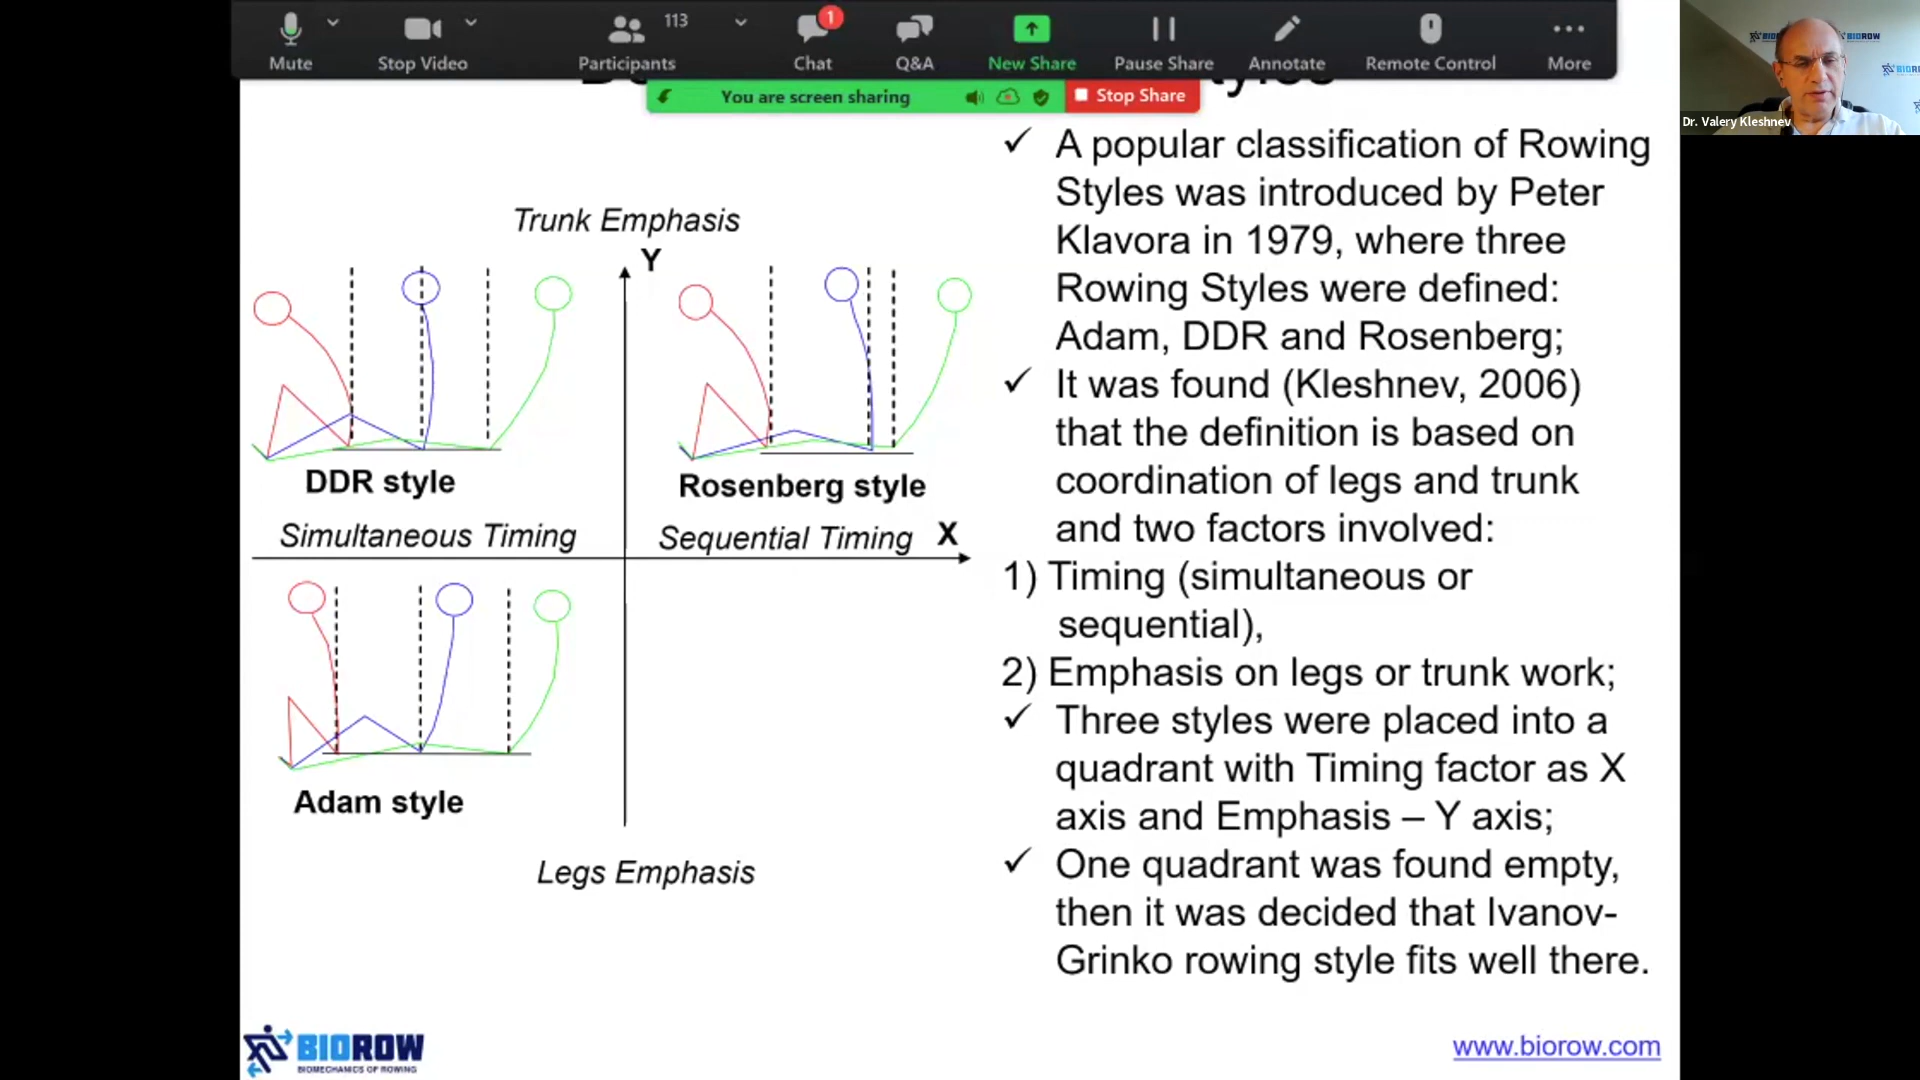 Mute
Stop Video
Participants
113
Chat
1
Q&A
New Share
Pause Share
Annotate
Remote Control
More
You are screen sharing
Stop Share
Dr. Valery Kleshnev
Trunk Emphasis
Y
DDR style
Rosenberg style
Simultaneous Timing
Sequential Timing
X
Adam style
Legs Emphasis
✓ A popular classification of Rowing
Styles was introduced by Peter
Klavora in 1979, where three
Rowing Styles were defined:
Adam, DDR and Rosenberg;
✓ It was found (Kleshnev, 2006)
that the definition is based on
coordination of legs and trunk
and two factors involved:
1) Timing (simultaneous or
sequential),
2) Emphasis on legs or trunk work;
✓ Three styles were placed into a
quadrant with Timing factor as X
axis and Emphasis – Y axis;
✓ One quadrant was found empty,
then it was decided that Ivanov-
Grinko rowing style fits well there.
BIOROW
BIOMECHANICS OF ROWING
www.biorow.com